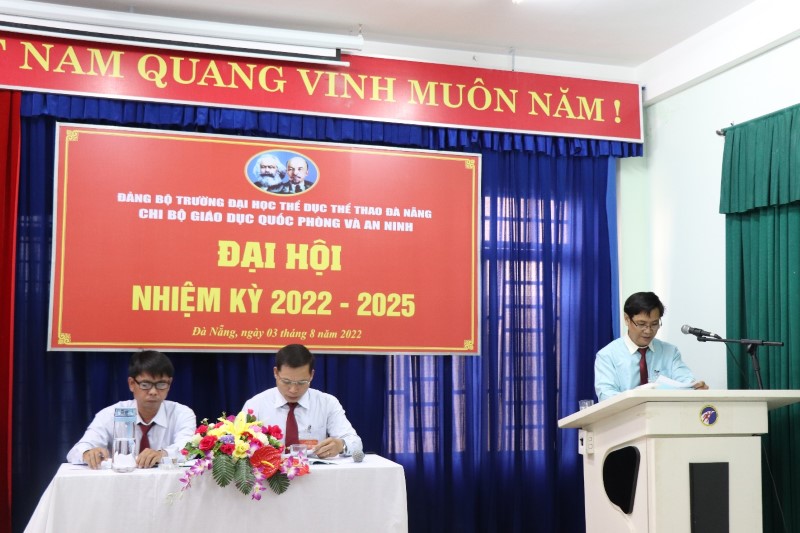 T NAM QUANG VINH MUÔN NĂM !
ĐẢNG BỘ TRƯỜNG ĐẠI HỌC THỂ DỤC THỂ THAO ĐÀ NẴNG
CHI BỘ GIÁO DỤC QUỐC PHÒNG VÀ AN NINH
ĐẠI HỘI
NHIỆM KỲ 2022 - 2025
Đà Nẵng, ngày 03 tháng 8 năm 2022